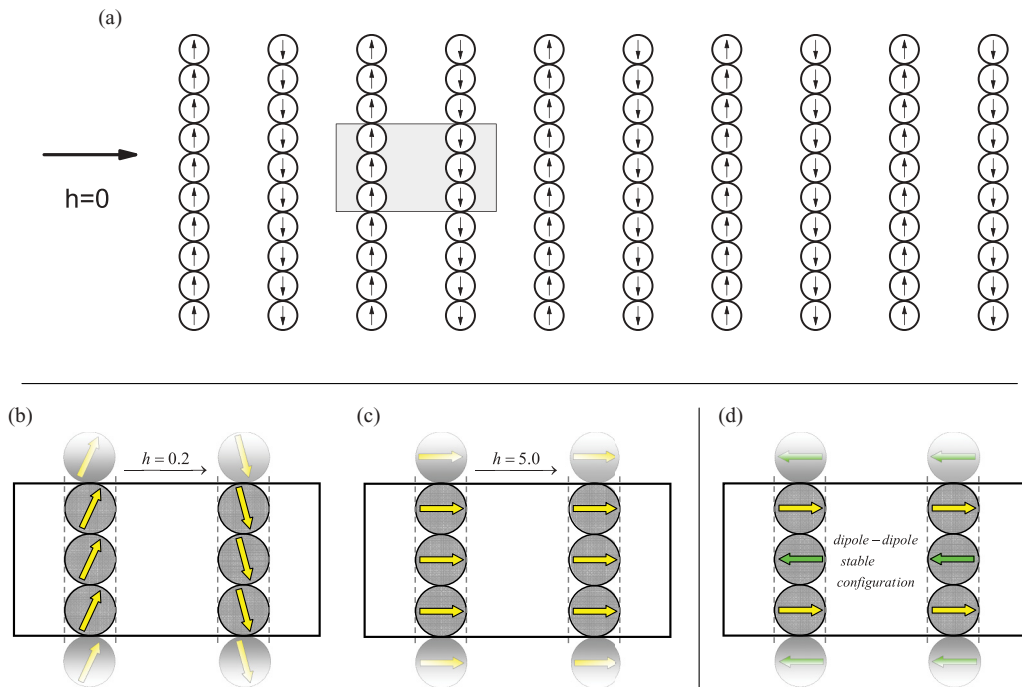 (a)
h=0
(b)
h = 0.2
(c)
h = 5.0
(d)
dipole – dipole
stable
configuration